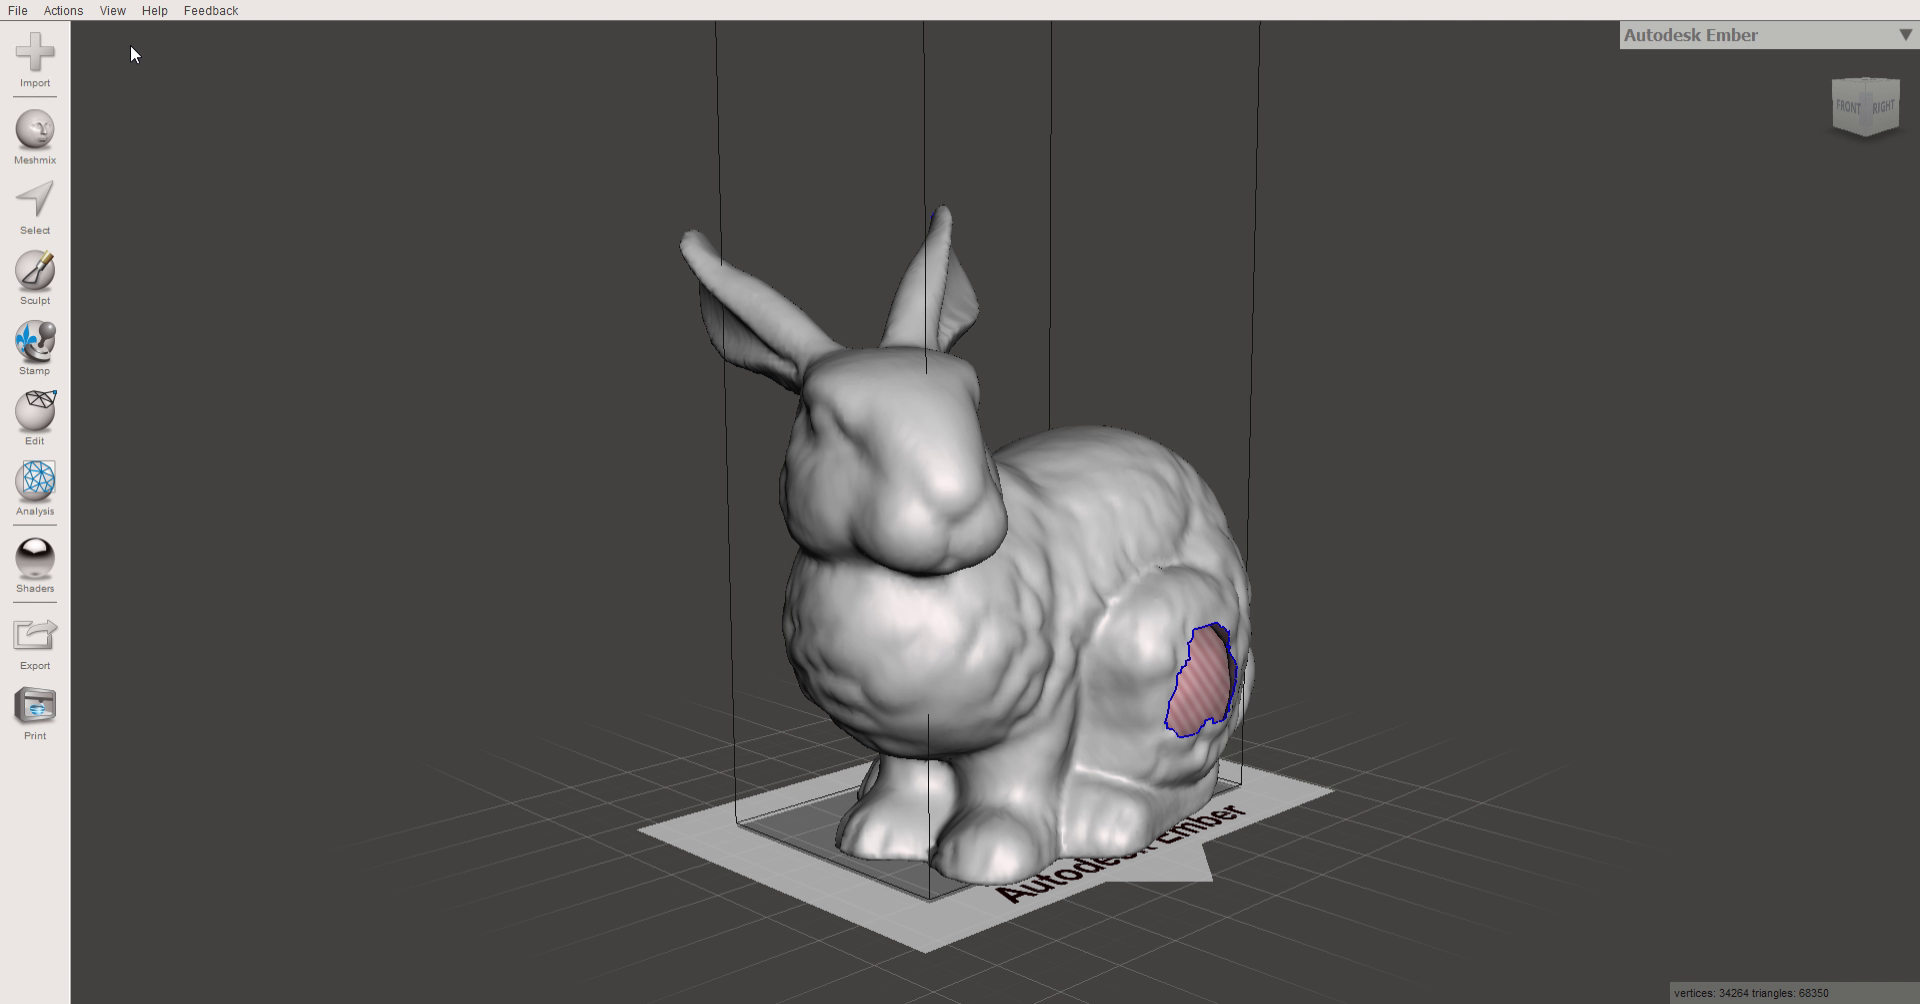 File Actions View Help Feedback
Import
Meshmix
Select
Sculpt
Stamp
Edit
Analysis
Shaders
Export
Print
Autodesk Ember
FRONT RIGHT
Autodesk Ember
vertices: 34264 triangles: 68350